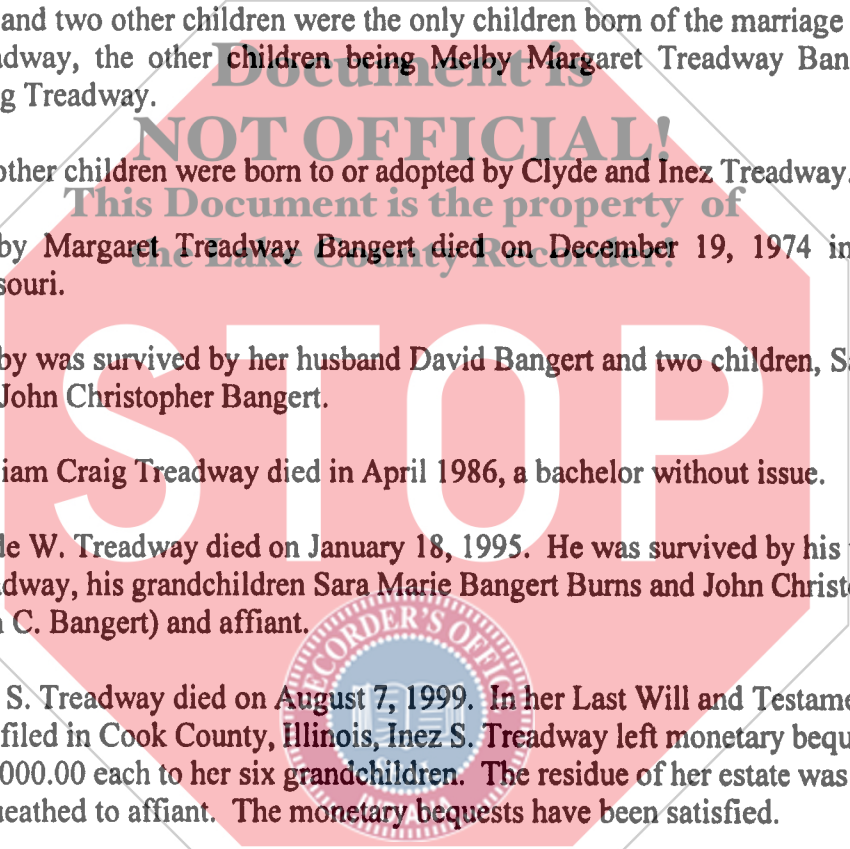 and two other children were the only children born of the marriage
adway, the other children being Melby Margaret Treadway Ban
g Treadway.
Document is
NOT OFFICIAL!
other children were born to or adopted by Clyde and Inez Treadway.
This Document is the property of
the Lake County Recorder!
by Margaret Treadway Bangert died on December 19, 1974 in
souri.
by was survived by her husband David Bangert and two children, S
John Christopher Bangert.
STOP
iam Craig Treadway died in April 1986, a bachelor without issue.
de W. Treadway died on January 18, 1995. He was survived by his
adway, his grandchildren Sara Marie Bangert Burns and John Christ
C. Bangert) and affiant.
RECORDER'S OFFIC
S. Treadway died on August 7, 1999. In her Last Will and Testame
filed in Cook County, Illinois, Inez S. Treadway left monetary bequ
000.00 each to her six grandchildren. The residue of her estate was
ueathed to affiant. The monetary bequests have been satisfied.